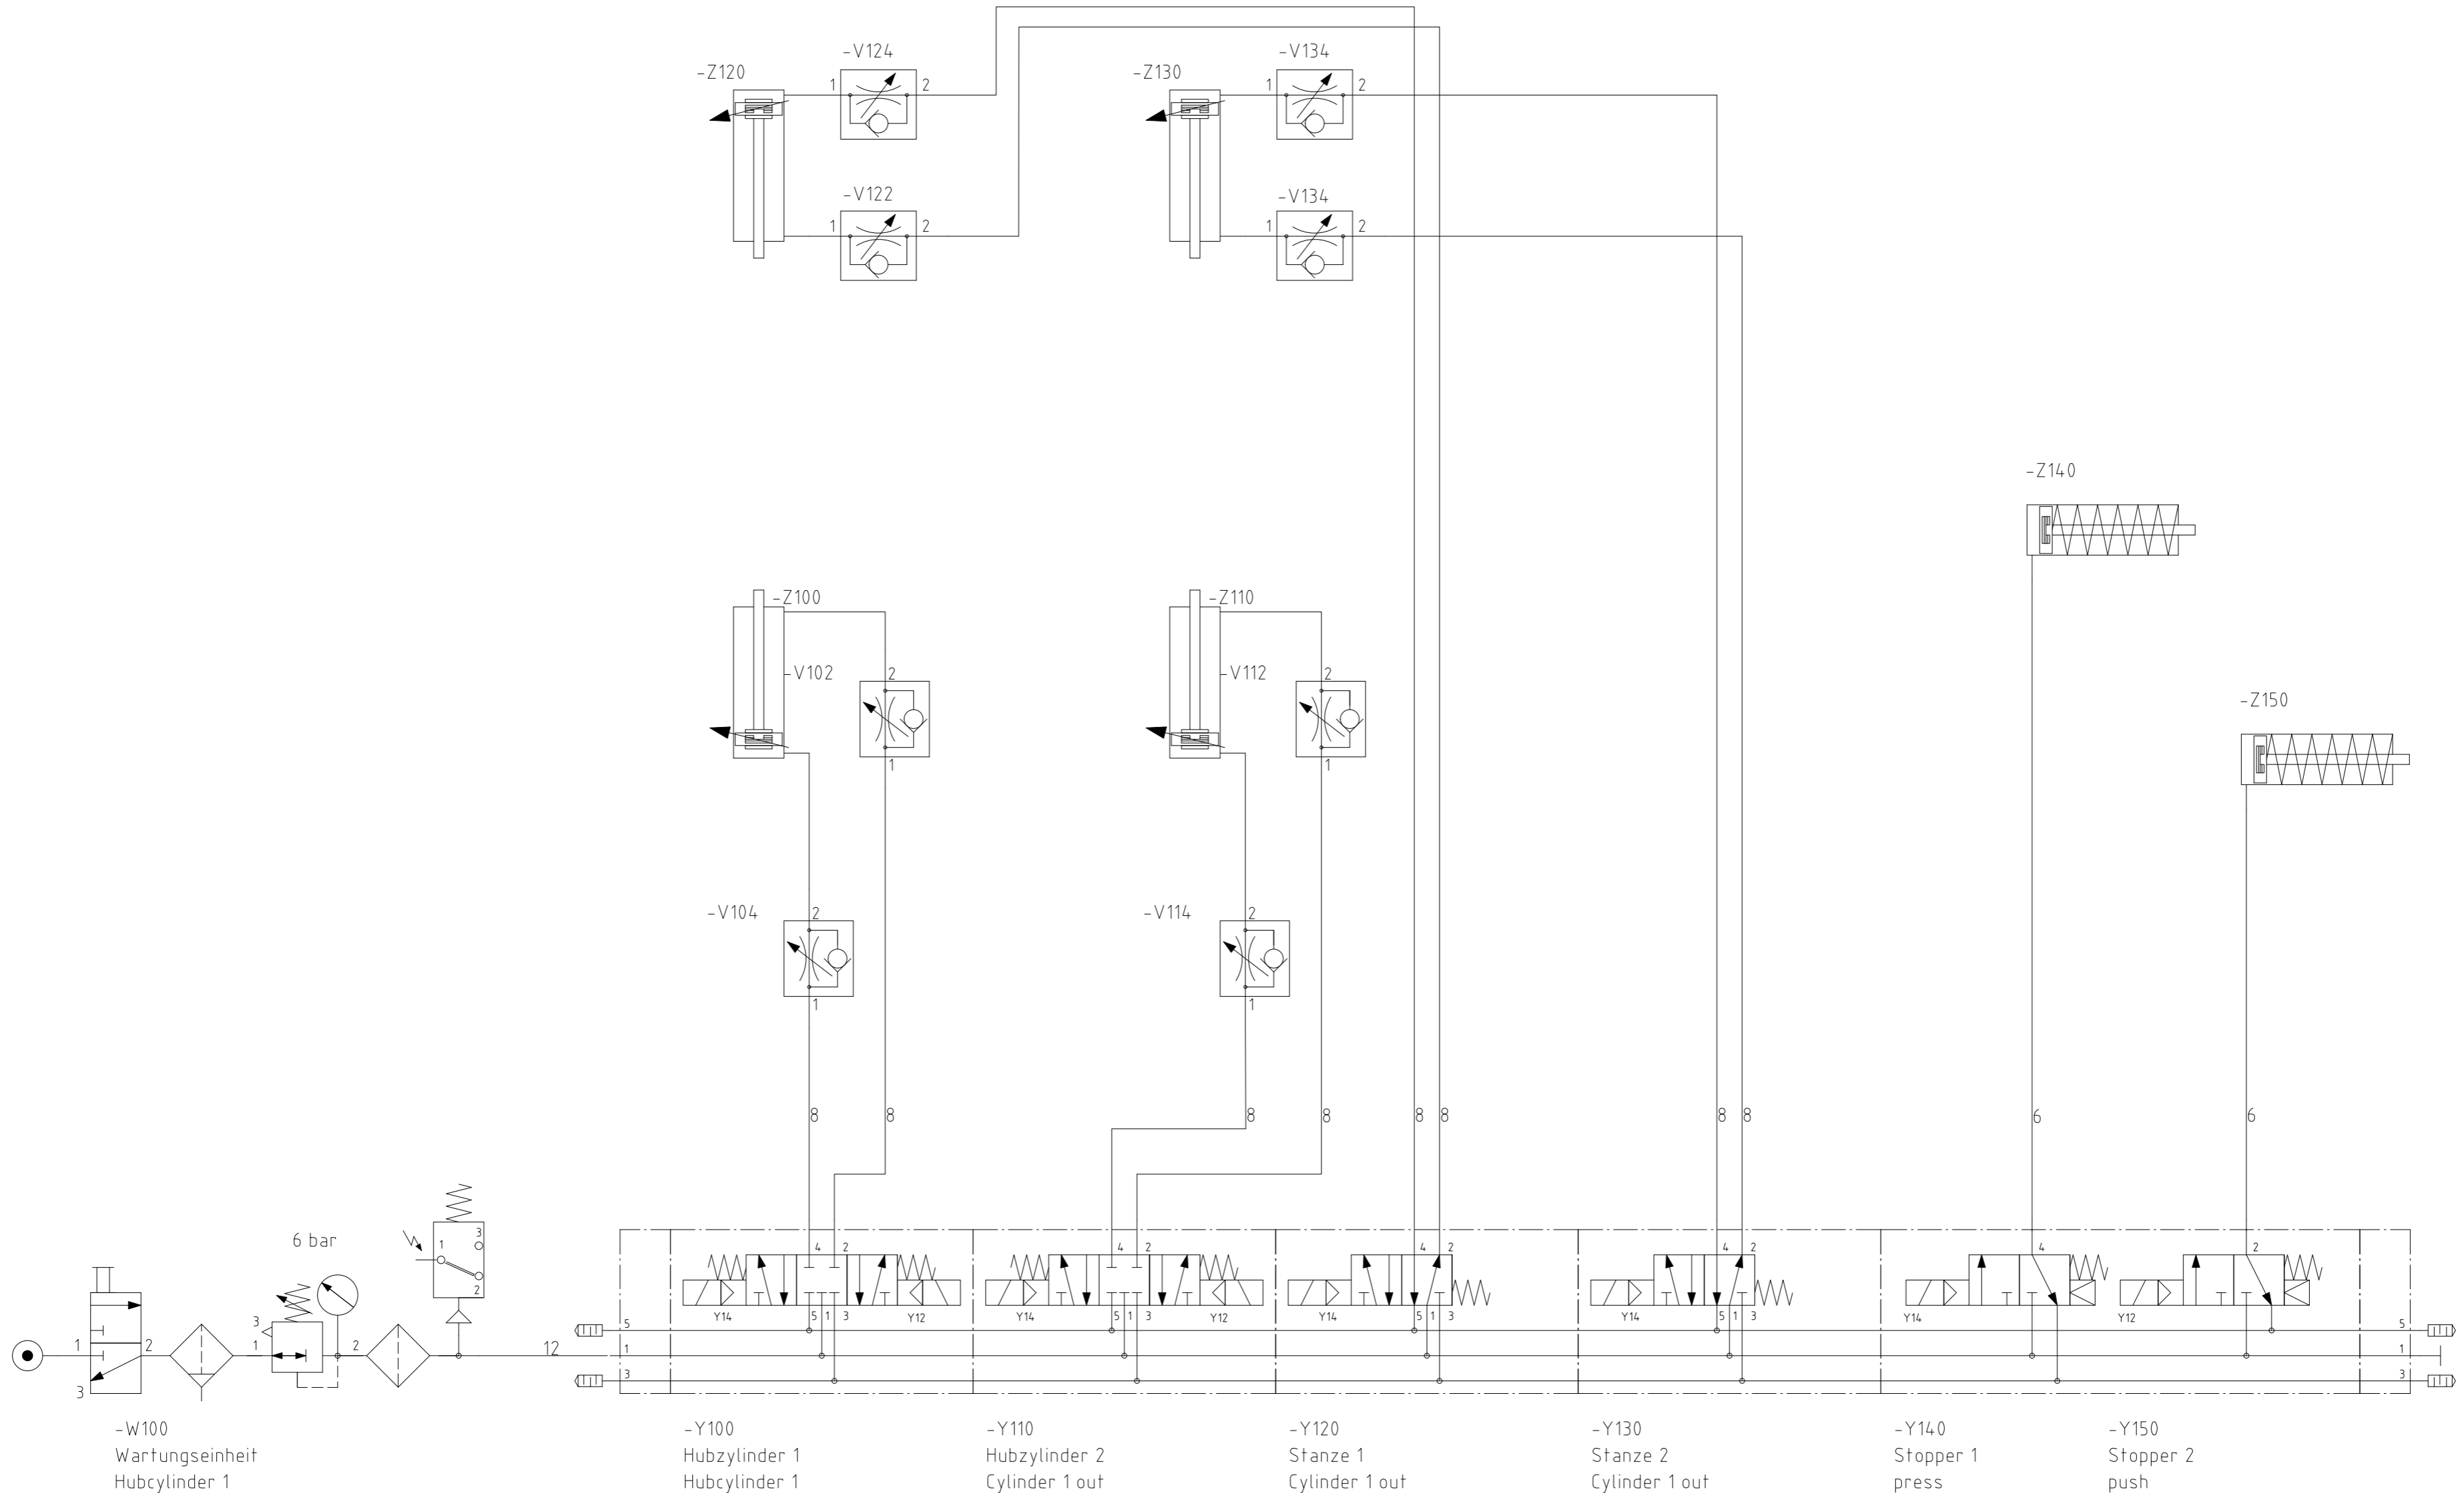 -V124
-V134
-Z120
-Z130
1
2
1
2
-V122
-V134
1
2
1
2
-Z140
-Z100
-Z110
2
2
-V102
-V112
-Z150
1
1
-V104
2
-V114
2
1
1
8
8
8
8
8
8
8
8
6
6
6 bar
3
1
2
4
2
4
2
4
2
4
2
4
2
Y14
5
1
3
Y12
Y14
5
1
3
Y12
Y14
5
1
3
Y14
5
1
3
Y14
Y12
3
5
5
1
2
3
1
2
12
1
1
3
3
-W100
Wartungseinheit
Hubcylinder 1
-Y100
Hubzylinder 1
Hubcylinder 1
-Y110
Hubzylinder 2
Cylinder 1 out
-Y120
Stanze 1
Cylinder 1 out
-Y130
Stanze 2
Cylinder 1 out
-Y140
Stopper 1
press
-Y150
Stopper 2
push